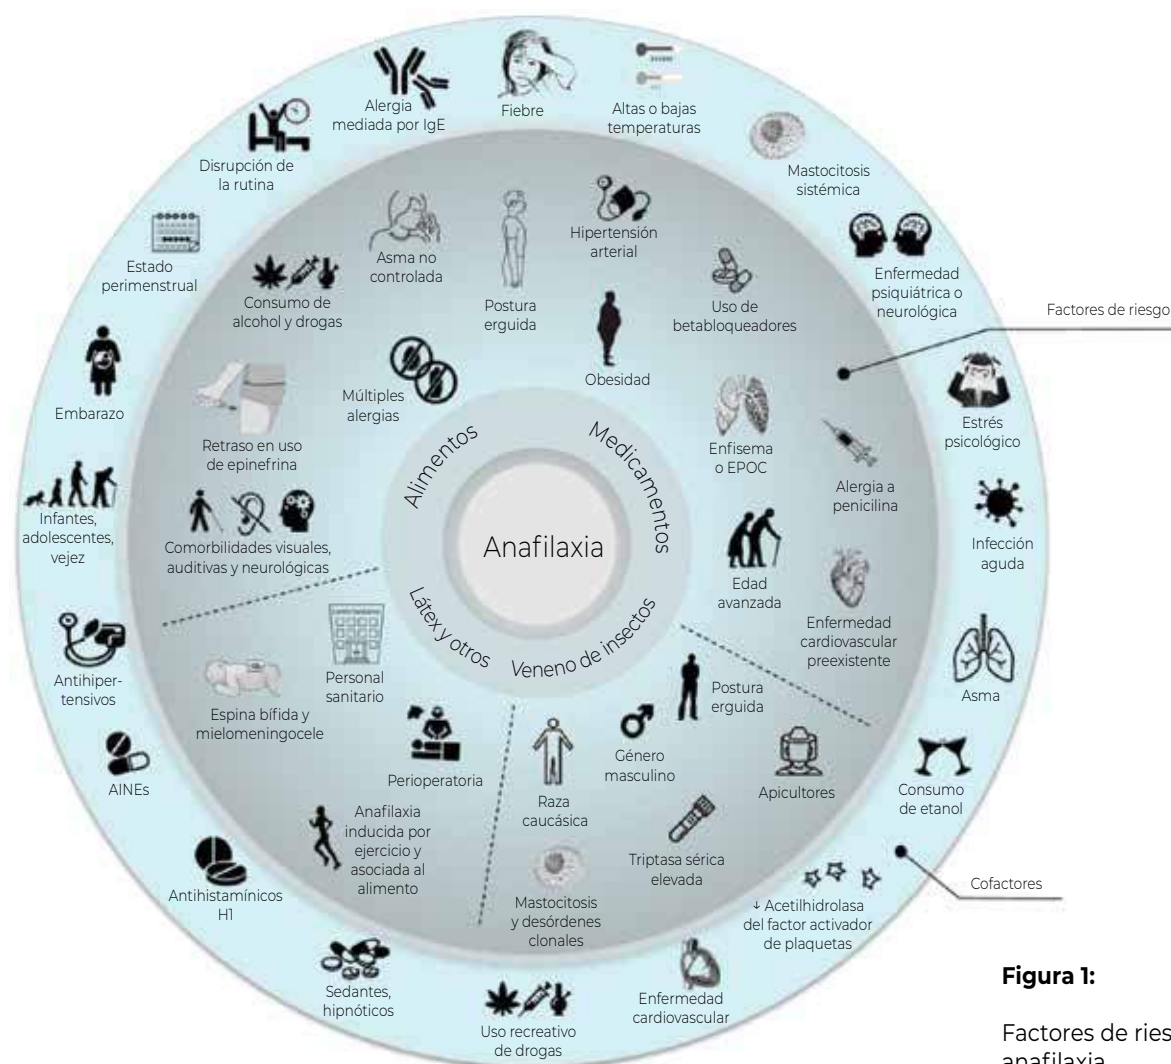 Alergia
mediada por IgE
Fiebre
Altas o bajas
temperaturas
Mastocitosis
sistémica
Enfermedad
psiquiátrica o
neurológica
Factores de riesgo
Estrés
psicológico
Infección
aguda
Asma
Consumo
de etanol
Cofactores
↓ Acetilhidrolasa
del factor activador
de plaquetas
Enfermedad
cardiovascular
Uso recreativo
de drogas
Sedantes,
hipnóticos
Antihistamínicos
H1
AINEs
Antihiper-
tensivos
Infantes,
adolescentes,
vejez
Embarazo
Estado
perimenstrual
Disrupción de
la rutina
Asma no
controlada
Consumo de
alcohol y drogas
Postura
erguida
Hipertensión
arterial
Uso de
betabloqueadores
Obesidad
Múltiples
alergias
Retraso en uso
de epinefrina
Comorbilidades visuales,
auditivas y neurológicas
Enfisema
o EPOC
Alergia a
penicilina
Edad
avanzada
Enfermedad
cardiovascular
preexistente
Alimentos
Medicamentos
Anafilaxia
Látex y otros
Veneno de insectos
Personal
sanitario
Espina bífida y
mielomeningocele
Perioperatoria
Anafilaxia
inducida por
ejercicio y
asociada al
alimento
Postura
erguida
Género
masculino
Raza
caucásica
Apicultores
Triptasa sérica
elevada
Mastocitosis
y desórdenes
clonales
Figura 1:
Factores de ries
anafilaxia